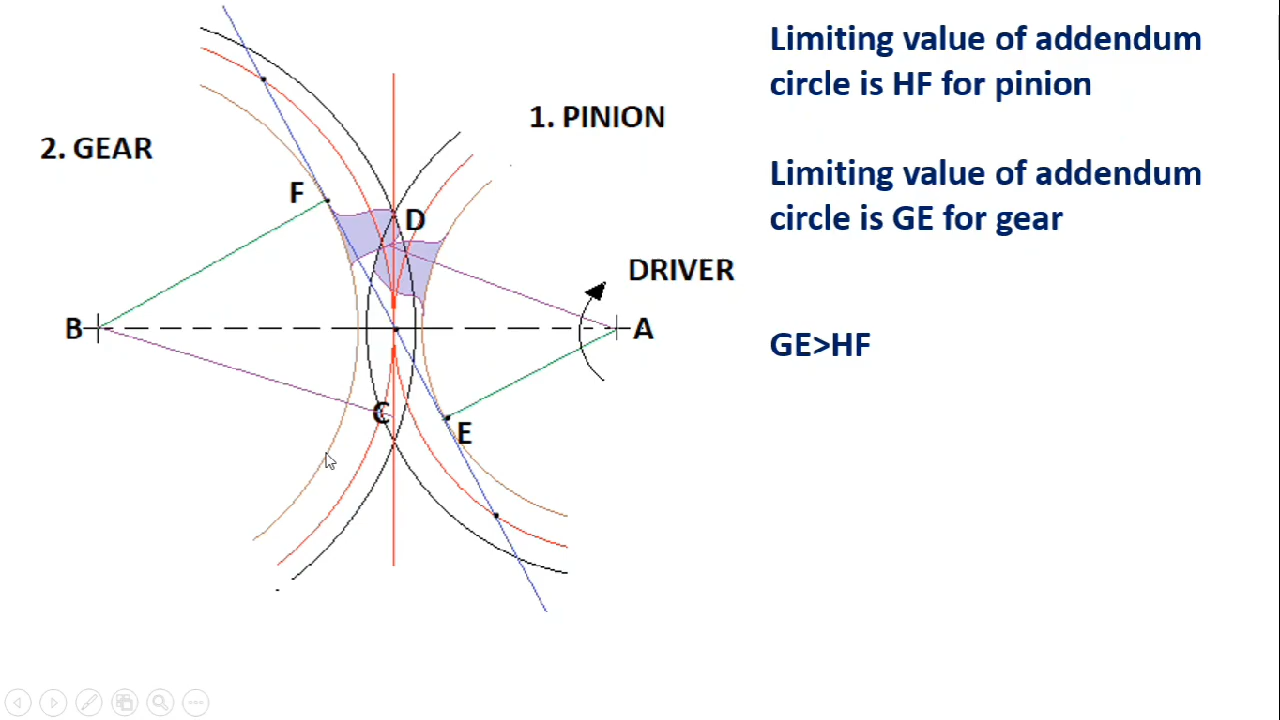 Limiting value of addendum
circle is HF for pinion
1. PINION
2. GEAR
Limiting value of addendum
circle is GE for gear
F
D
DRIVER
B
A
GE>HF
C
E